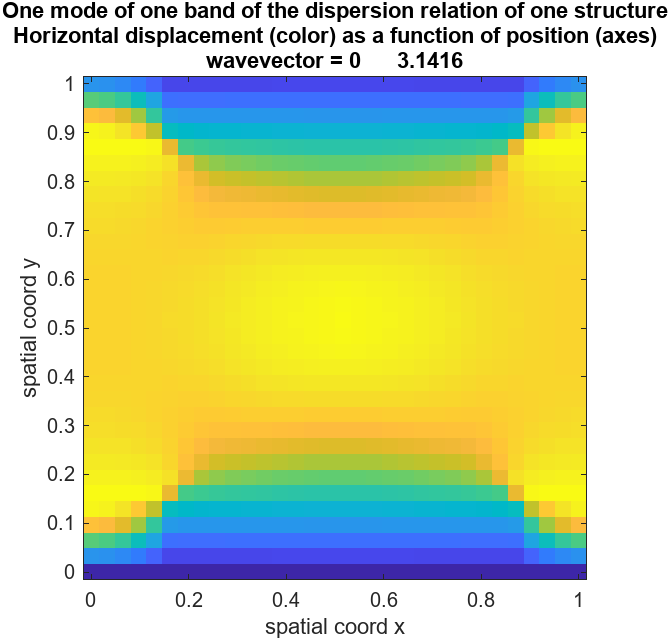 One mode of one band of the dispersion relation of one structure
Horizontal displacement (color) as a function of position (axes)
wavevector = 0 3.1416
1
0.9
0.8
0.7
0.6
0.5
0.4
0.3
0.2
0.1
0
spatial coord y
0 0.2 0.4 0.6 0.8 1
spatial coord x